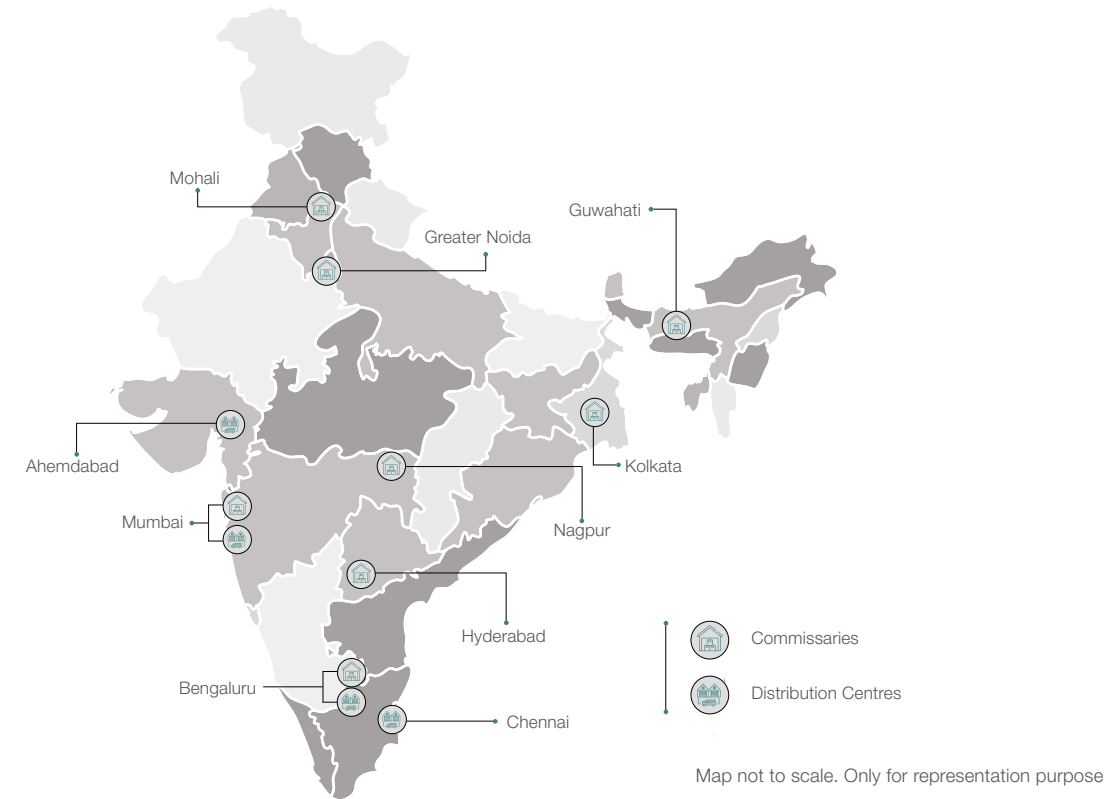 Mohali
Guwahati
Greater Noida
Ahemdabad
Kolkata
Mumbai
Nagpur
Hyderabad
Commissaries
Bengaluru
Distribution Centres
Chennai
Map not to scale. Only for representation purpose